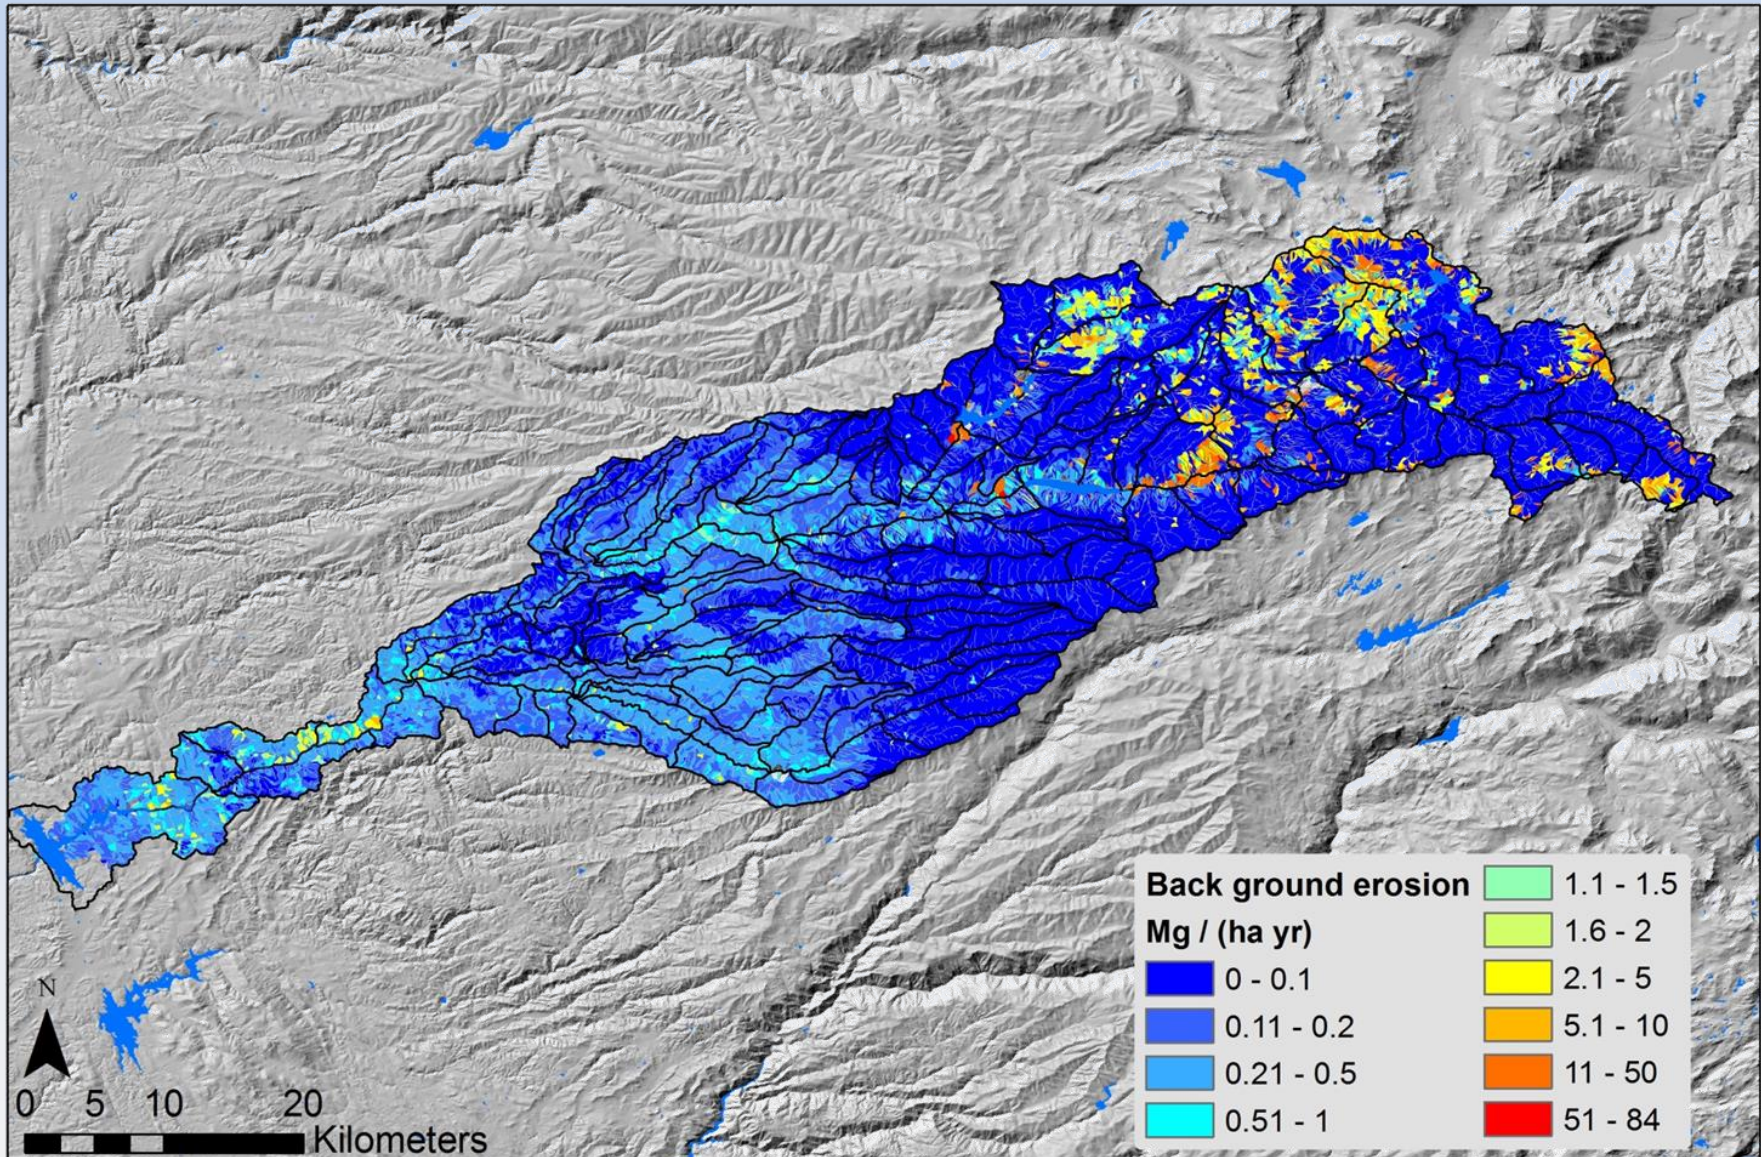 Back ground erosion
Mg / (ha yr)
0 - 0.1
0.11 - 0.2
0.21 - 0.5
0.51 - 1
1.1 - 1.5
1.6 - 2
2.1 - 5
5.1 - 10
11 - 50
51 - 84
N
0 5 10 20
Kilometers